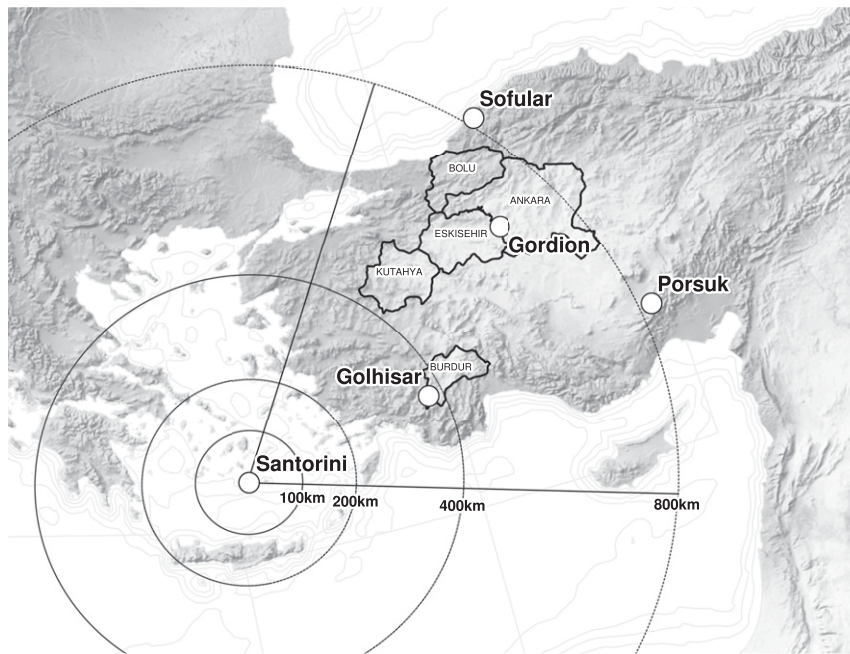 Sofular
BOLU
ANKARA
ESKISEHIR
Gordion
KUTAHYA
Porsuk
BURDUR
Golhisar
Santorini
100km
200km
400km
800km